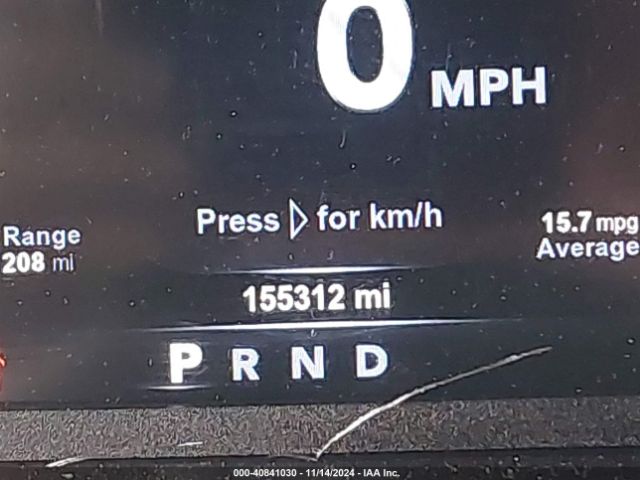 0 MPH
Press ▷ for km/h
Range
208 mi
15.7 mpg
Average
155312 mi
P R N D
000-40841030 - 11/14/2024 - IAA Inc.